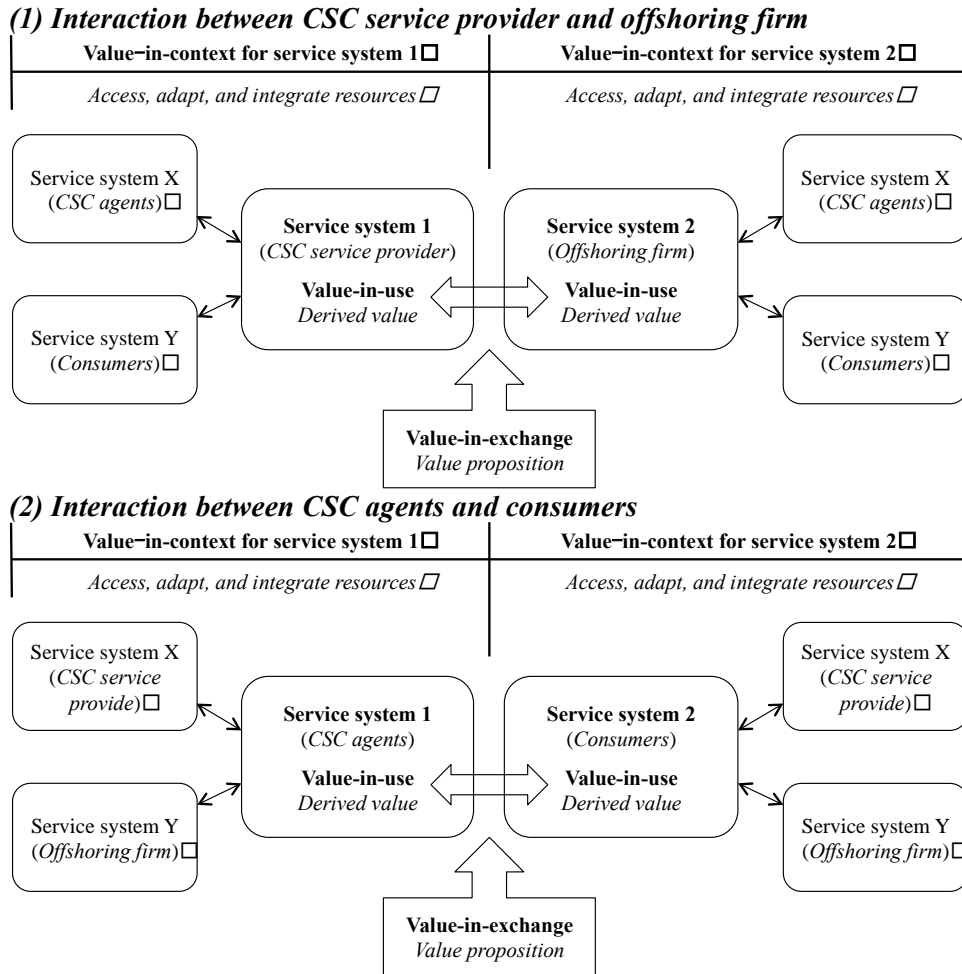 (1) Interaction between CSC service provider and offshoring firm
Value−in-context for service system 1□
Value−in-context for service system 2□
Access, adapt, and integrate resources□
Access, adapt, and integrate resources□
Service system X
(CSC agents)□
Service system Y
(Consumers)□
Service system 1
(CSC service provider)
Value-in-use
Derived value
Service system 2
(Offshoring firm)
Value-in-use
Derived value
Service system X
(CSC agents)□
Service system Y
(Consumers)□
Value-in-exchange
Value proposition
(2) Interaction between CSC agents and consumers
Value−in-context for service system 1□
Value−in-context for service system 2□
Access, adapt, and integrate resources□
Access, adapt, and integrate resources□
Service system X
(CSC service
provide)□
Service system Y
(Offshoring firm)□
Service system 1
(CSC agents)
Value-in-use
Derived value
Service system 2
(Consumers)
Value-in-use
Derived value
Service system X
(CSC service
provide)□
Service system Y
(Offshoring firm)□
Value-in-exchange
Value proposition